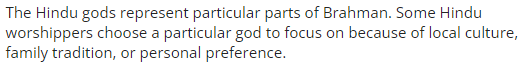 The Hindu gods represent particular parts of Brahman. Some Hindu
worshippers choose a particular god to focus on because of local culture,
family tradition, or personal preference.